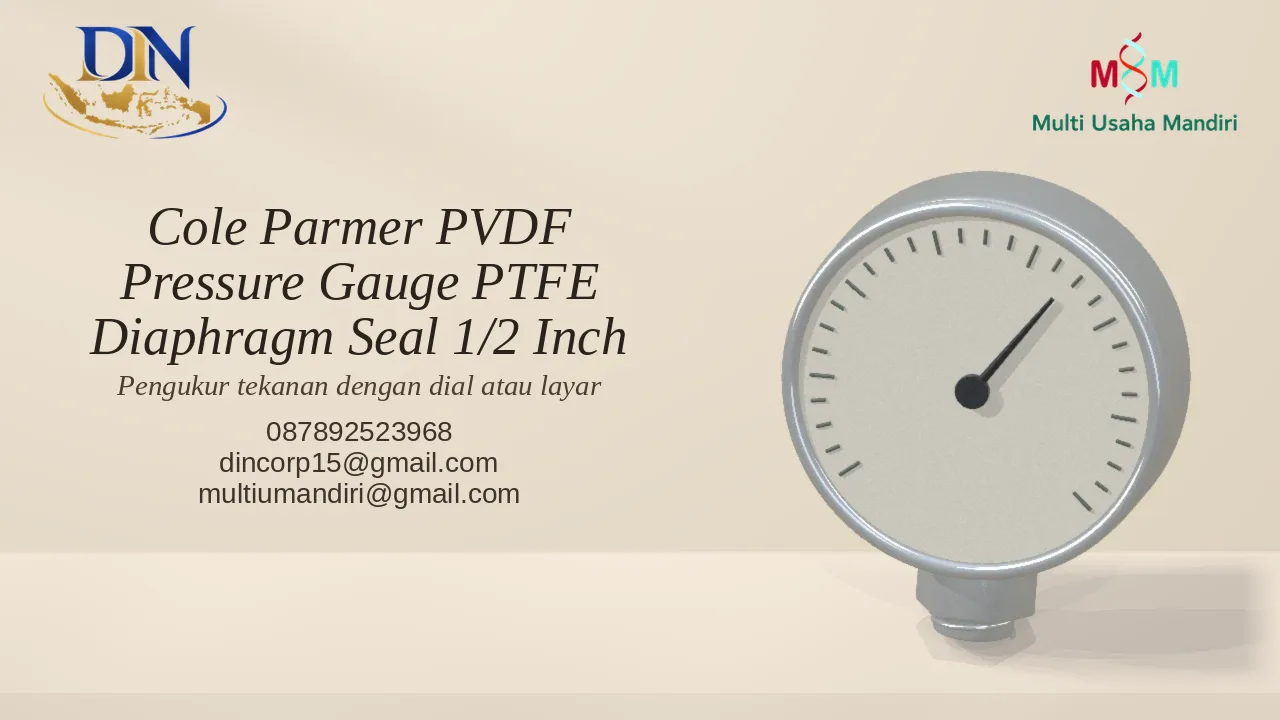 DN
M M
Multi Usaha Mandiri
Cole Parmer PVDF
Pressure Gauge PTFE
Diaphragm Seal 1/2 Inch
Pengukur tekanan dengan dial atau layar
087892523968
dincorp15@gmail.com
multiumandiri@gmail.com